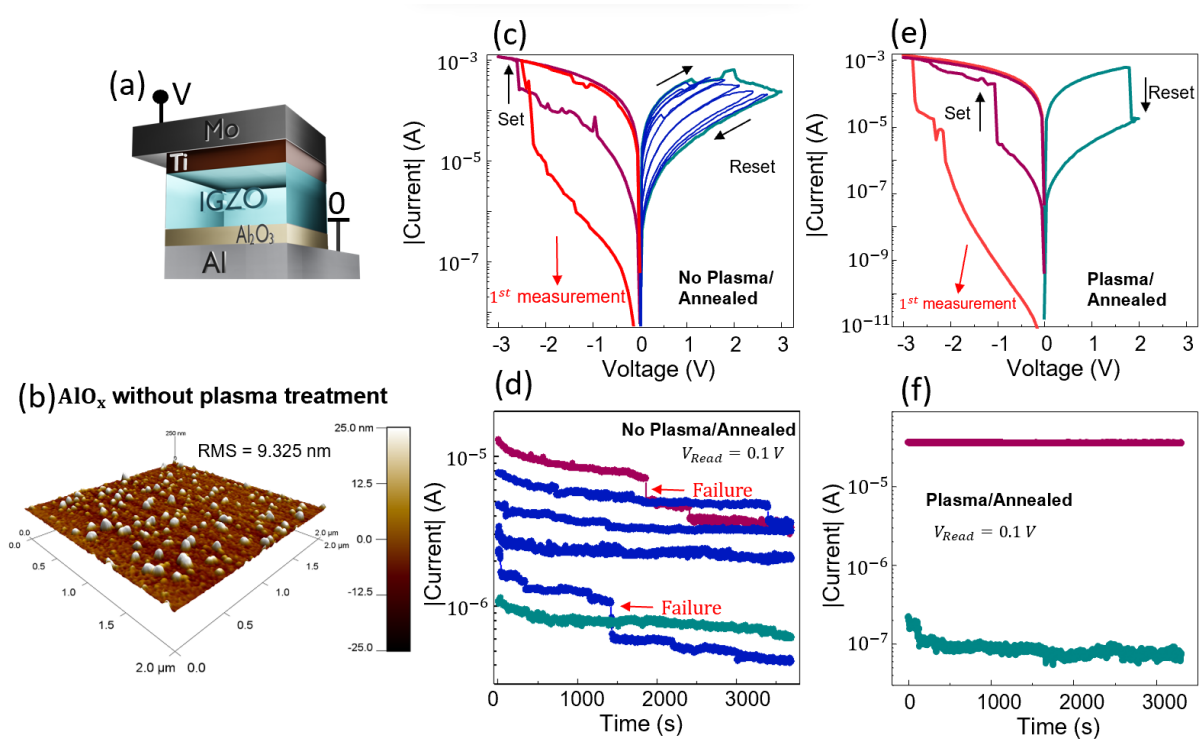 (a)
V
Mo
Ti
IGZO
0
Al₂O₃
Al
(b) AlOₓ without plasma treatment
RMS = 9.325 nm
250 nm
0.0
0.5
1.0
1.5
2.0 µm
0.0
0.5
1.0
1.5
2.0
2.0 µm
0.0
25.0 nm
12.5
0.0
-12.5
-25.0
(c)
10⁻³
10⁻⁵
10⁻⁷
|Current| (A)
Set
Reset
1ˢᵗ measurement
No Plasma/
Annealed
-3 -2 -1 0 1 2 3
Voltage (V)
(d)
No Plasma/Annealed
V_Read = 0.1 V
10⁻⁵
10⁻⁶
|Current| (A)
Failure
Failure
0 1000 2000 3000
Time (s)
(e)
10⁻³
10⁻⁵
10⁻⁷
10⁻⁹
10⁻¹¹
|Current| (A)
Set
Reset
1ˢᵗ measurement
Plasma/
Annealed
-3 -2 -1 0 1 2 3
Voltage (V)
(f)
10⁻⁴
10⁻⁵
10⁻⁶
10⁻⁷
|Current| (A)
Plasma/Annealed
V_Read = 0.1 V
0 1000 2000 3000
Time (s)